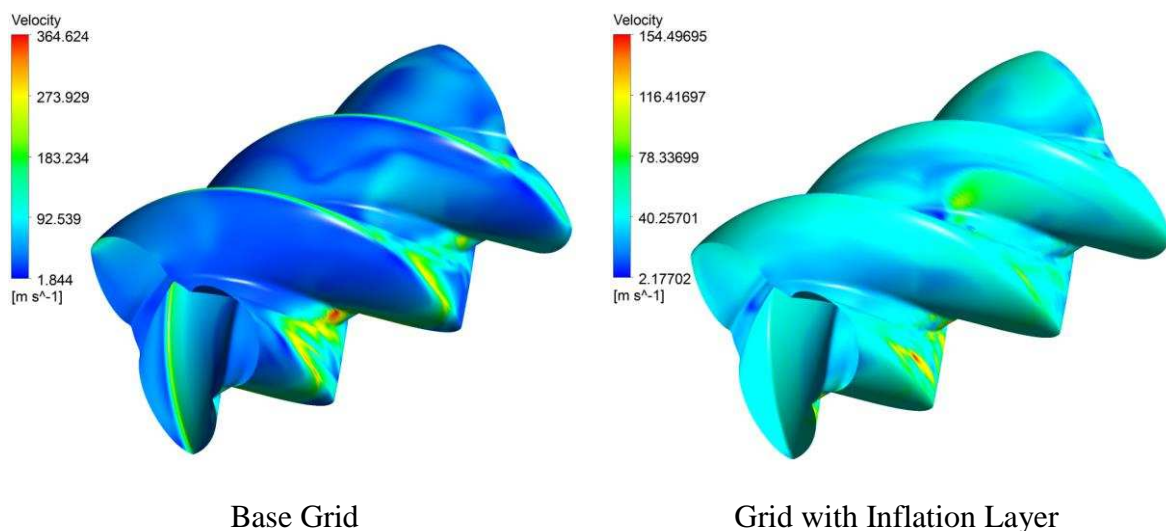 Velocity
364.624
273.929
183.234
92.539
1.844
[m s^-1]
Velocity
154.49695
116.41697
78.33699
40.25701
2.17702
[m s^-1]
Base Grid
Grid with Inflation Layer